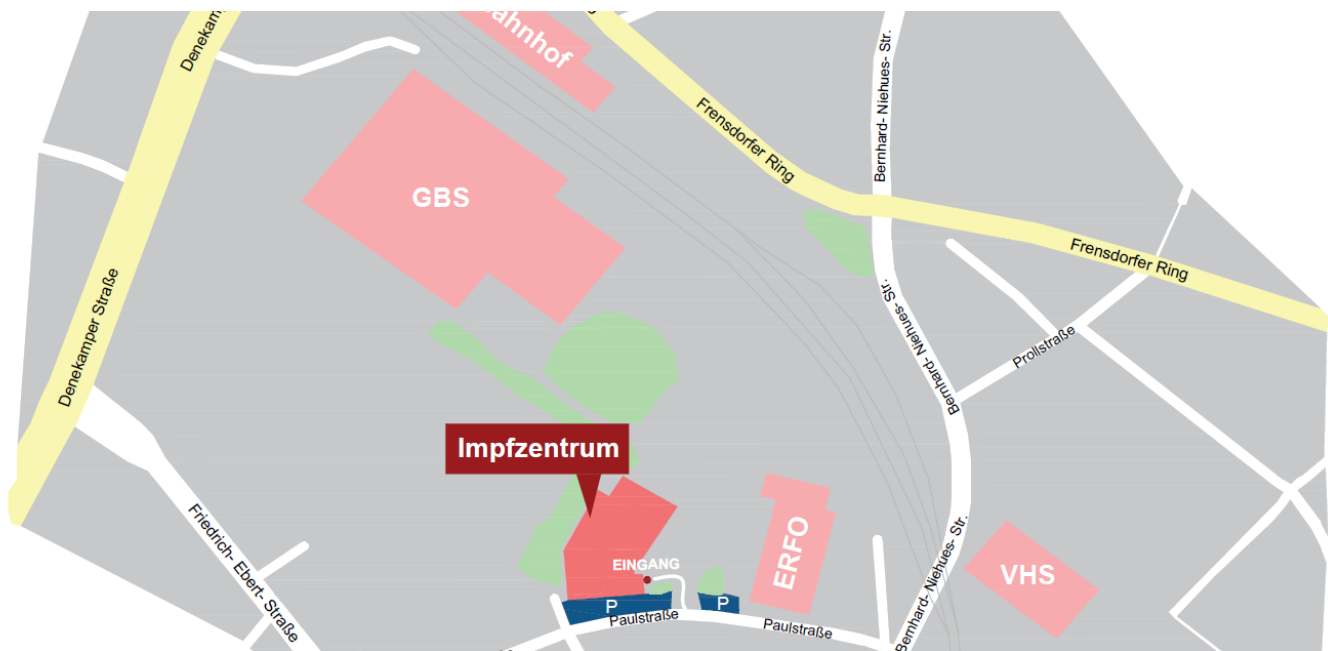 Denekam
Bahnhof
Bernhard- Niehues- Str.
Frensdorfer Ring
GBS
Frensdorfer Ring
Denekamper Straße
Bernhard- Niehues- Str.
Prollstraße
Impfzentrum
Friedrich- Ebert- Straße
ERFO
Bernhard- Niehues- Str.
EINGANG
VHS
P
P
Paulstraße
Paulstraße